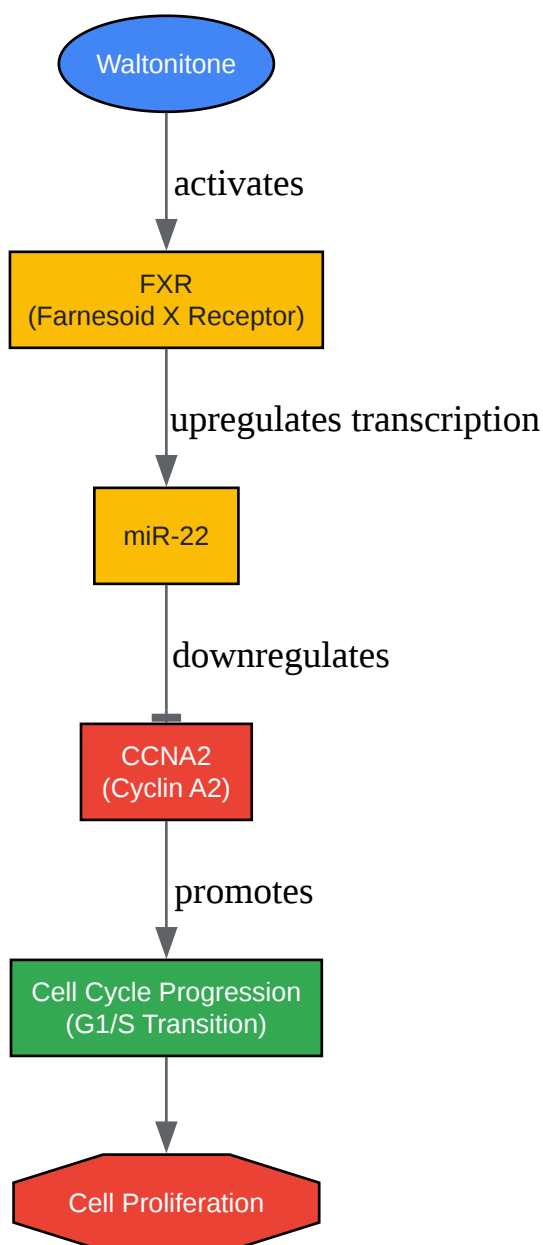 Waltonitone
activates
FXR
(Farnesoid X Receptor)
upregulates transcription
miR-22
downregulates
CCNA2
(Cyclin A2)
promotes
Cell Cycle Progression
(G1/S Transition)
Cell Proliferation